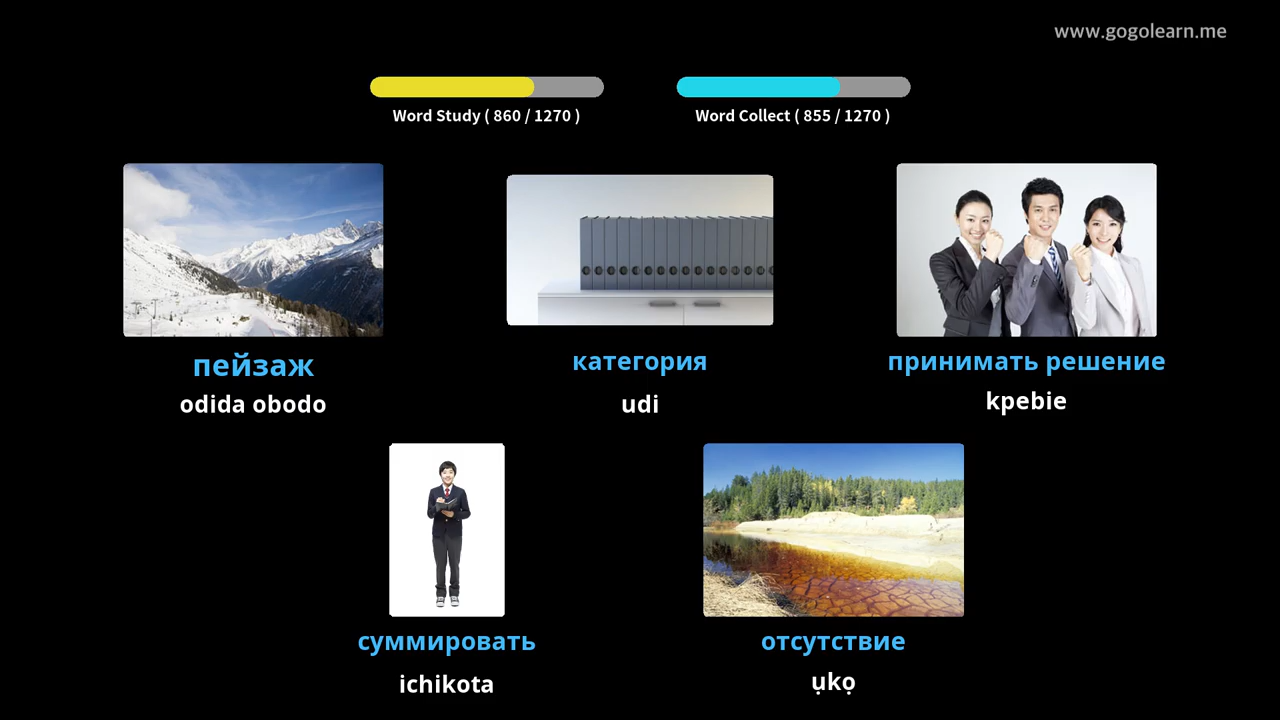 www.gogolearn.me
Word Study ( 860 / 1270 )
Word Collect ( 855 / 1270 )
пейзаж
odida obodo
категория
udi
принимать решение
kpebie
суммировать
ichikota
отсутствие
ụkọ